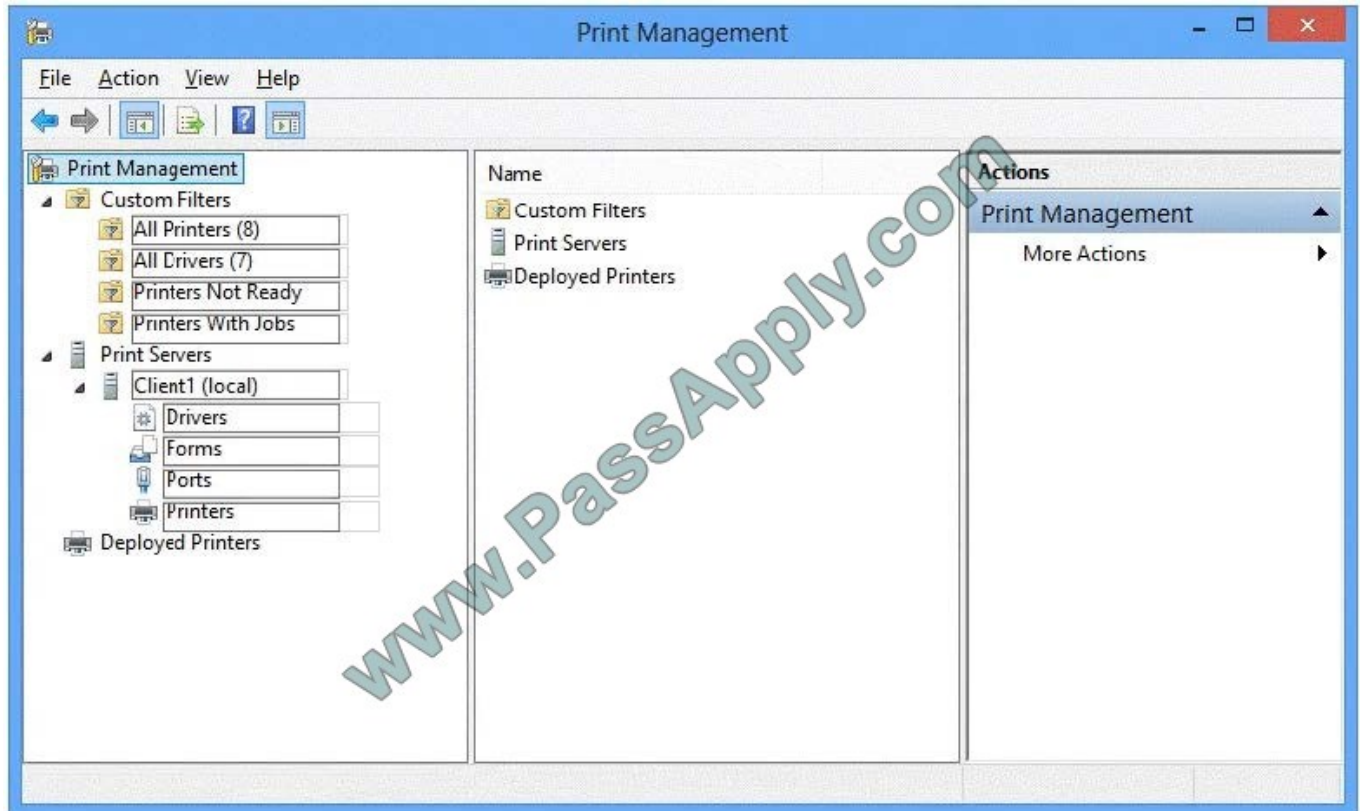 Print Management
File Action View Help
Print Management
Custom Filters
All Printers (8)
All Drivers (7)
Printers Not Ready
Printers With Jobs
Print Servers
Client1 (local)
Drivers
Forms
Ports
Printers
Deployed Printers
Name
Custom Filters
Print Servers
Deployed Printers
Actions
Print Management
More Actions
www.PassApply.com